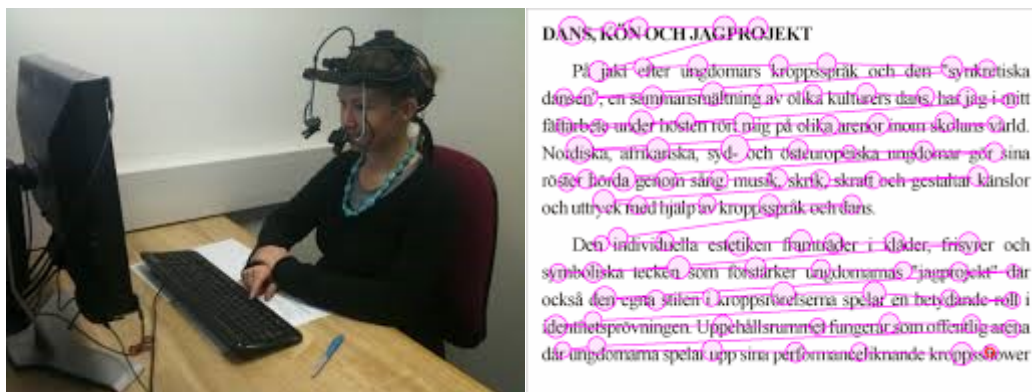 DANS, KÖN OCH JAGPROJEKT
På jakt efter ungdomars kroppsspråk och den "synkretiska
dansen", en sammansmältning av olika kulturers dans, har jag i mitt
fältarbete under hösten rört mig på olika arenor inom skolans värld.
Nordiska, afrikanska, syd- och östeuropeiska ungdomar gör sina
röster hörda genom sång, musik, skrik, skratt och gestaltar känslor
och uttryck med hjälp av kroppsspråk och dans.
Den individuella estetiken framträder i kläder, frisyrer och
symboliska tecken som förstärker ungdomarnas "jagprojekt" där
också den egna stilen i kroppsrörelserna spelar en betydande roll i
identitetsprövningen. Uppehållsrummet fungerar som offentlig arena
där ungdomarna spelar upp sina performanceliknande kroppsshower